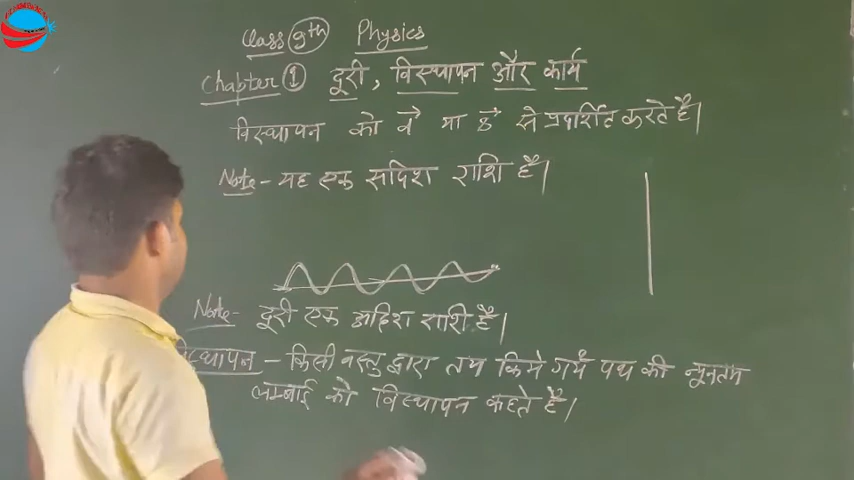 Class 9th Physics
Chapter 1 दूरी, विस्थापन और कार्य
विस्थापन को से प्रदर्शित करते है।
Note - यह एक सदिश राशि है।
Note - दूरी एक अदिश राशि है।
विस्थापन - किसी वस्तु द्वारा तय किये गये पथ की न्यूनतम
लम्बाई को विस्थापन कहते है।